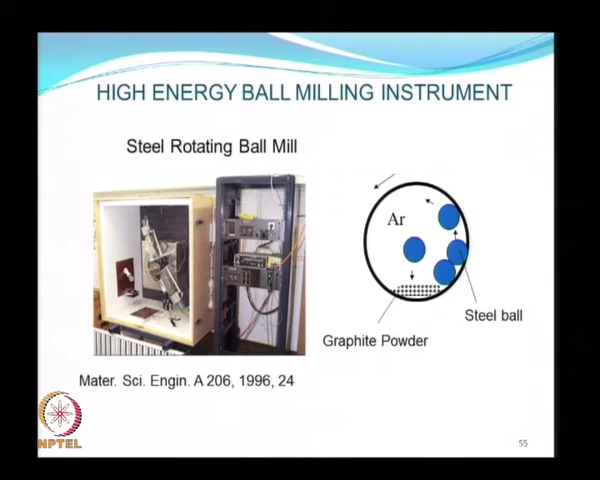 HIGH ENERGY BALL MILLING INSTRUMENT
Steel Rotating Ball Mill
Ar
Steel ball
Graphite Powder
Mater. Sci. Engin. A 206, 1996, 24
NPTEL
55